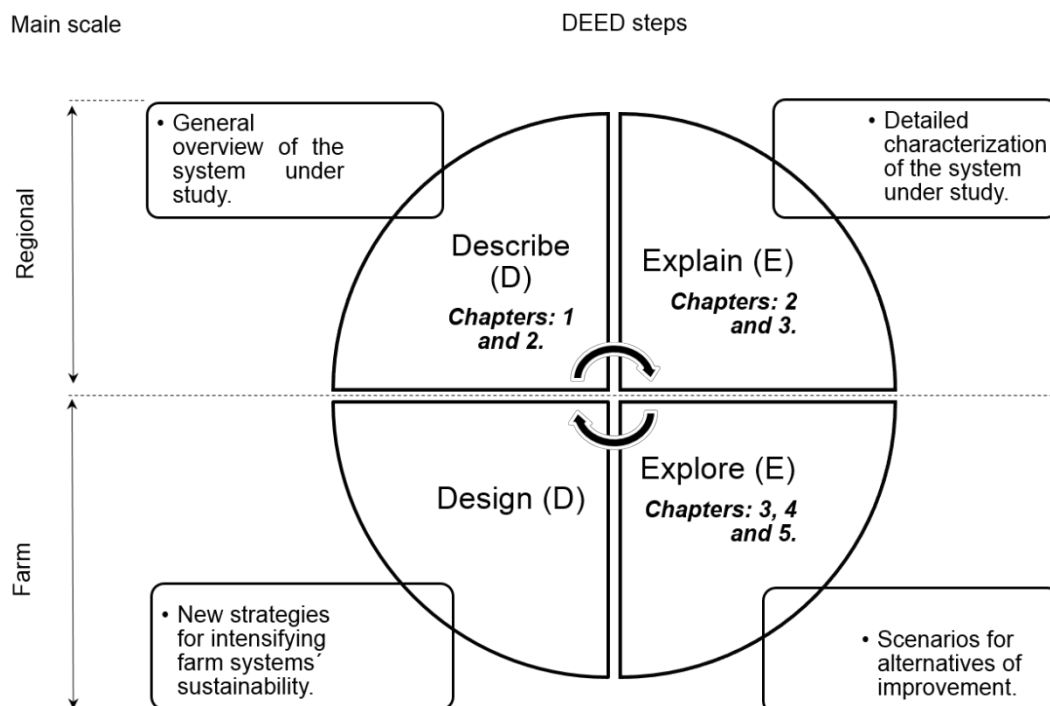 Main scale
DEED steps
Regional
• General
overview of the
system under
study.
• Detailed
characterization
of the system
under study.
Describe
(D)
Chapters: 1
and 2.
Explain (E)
Chapters: 2
and 3.
Farm
Design (D)
Explore (E)
Chapters: 3, 4
and 5.
• New strategies
for intensifying
farm systems´
sustainability.
• Scenarios for
alternatives of
improvement.